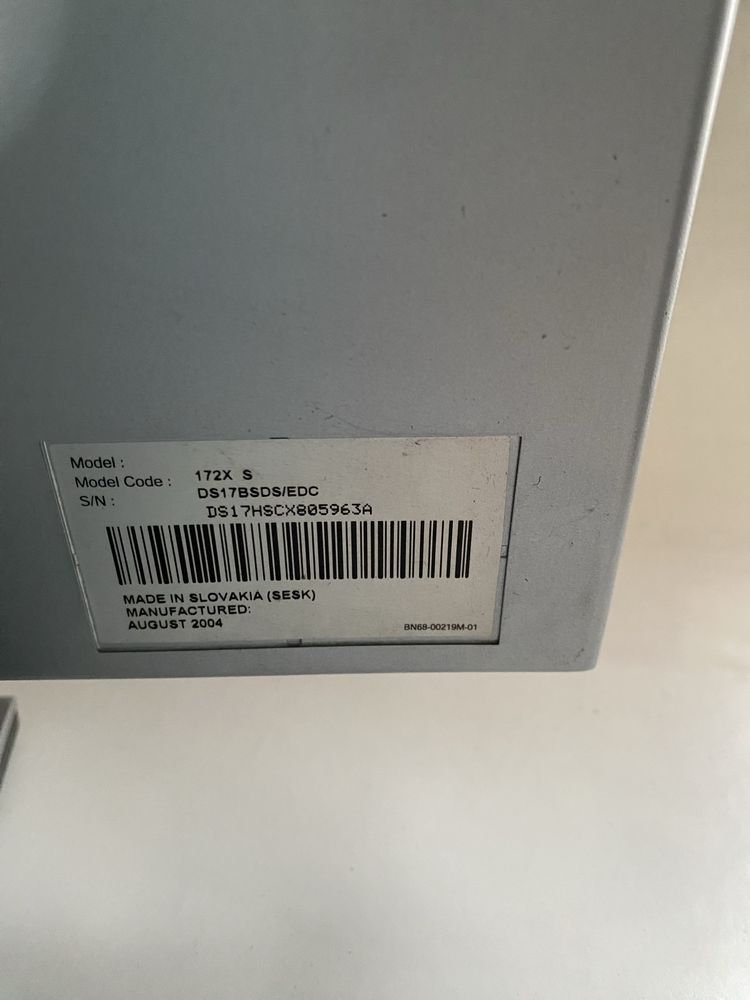 Model : 172X S
Model Code : DS17BSDS/EDC
S/N : DS17HSCX805963A
MADE IN SLOVAKIA (SESK)
MANUFACTURED:
AUGUST 2004
BN68-00219M-01